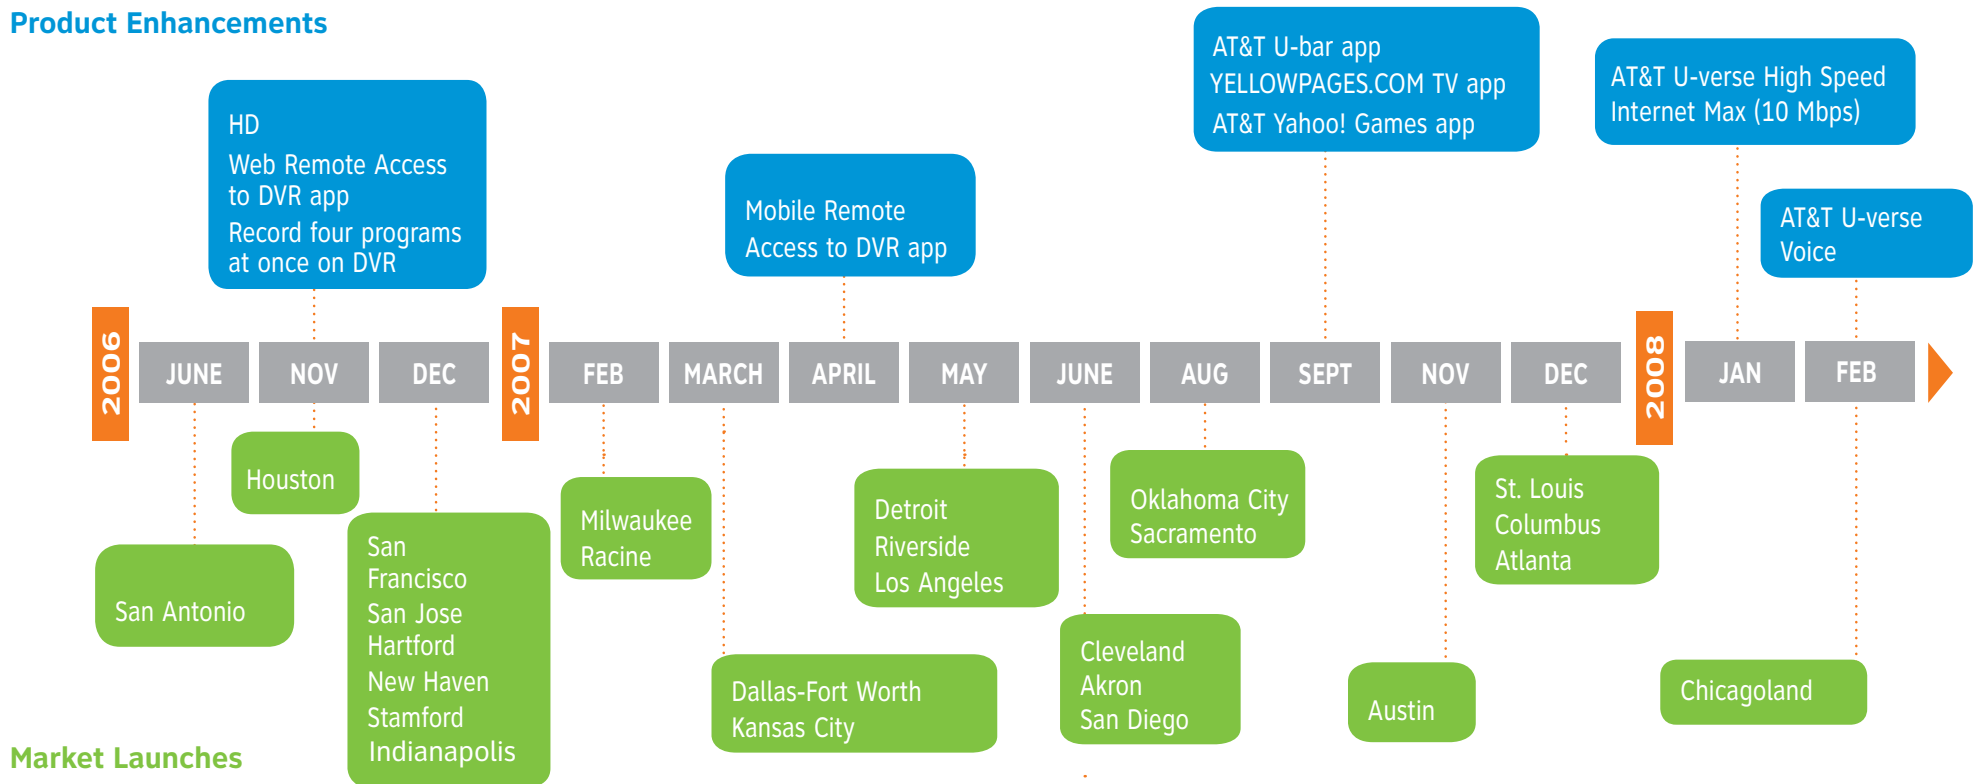 Product Enhancements
HD
Web Remote Access
to DVR app
Record four programs
at once on DVR
Mobile Remote
Access to DVR app
AT&T U-bar app
YELLOWPAGES.COM TV app
AT&T Yahoo! Games app
AT&T U-verse High Speed
Internet Max (10 Mbps)
AT&T U-verse
Voice
2006
JUNE
NOV
DEC
2007
FEB
MARCH
APRIL
MAY
JUNE
AUG
SEPT
NOV
DEC
2008
JAN
FEB
San Antonio
Houston
San
Francisco
San Jose
Hartford
New Haven
Stamford
Indianapolis
Milwaukee
Racine
Dallas-Fort Worth
Kansas City
Detroit
Riverside
Los Angeles
Cleveland
Akron
San Diego
Oklahoma City
Sacramento
Austin
St. Louis
Columbus
Atlanta
Chicagoland
Market Launches